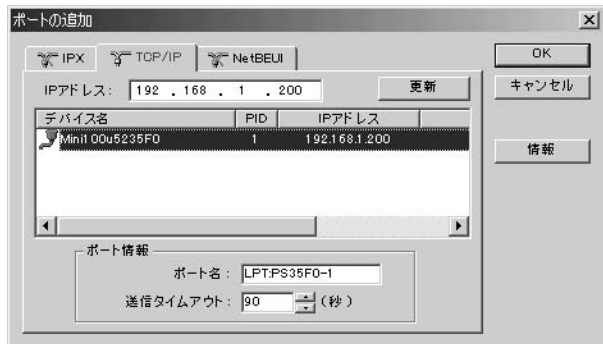 ポートの追加
IPX TCP/IP NetBEUI
OK
IPアドレス: 192 . 168 . 1 . 200 更新
キャンセル
デバイス名 PID IPアドレス
Mini100u5235F0 1 192.168.1.200
情報
ポート情報
ポート名: LPT:PS35F0-1
送信タイムアウト: 90 (秒)